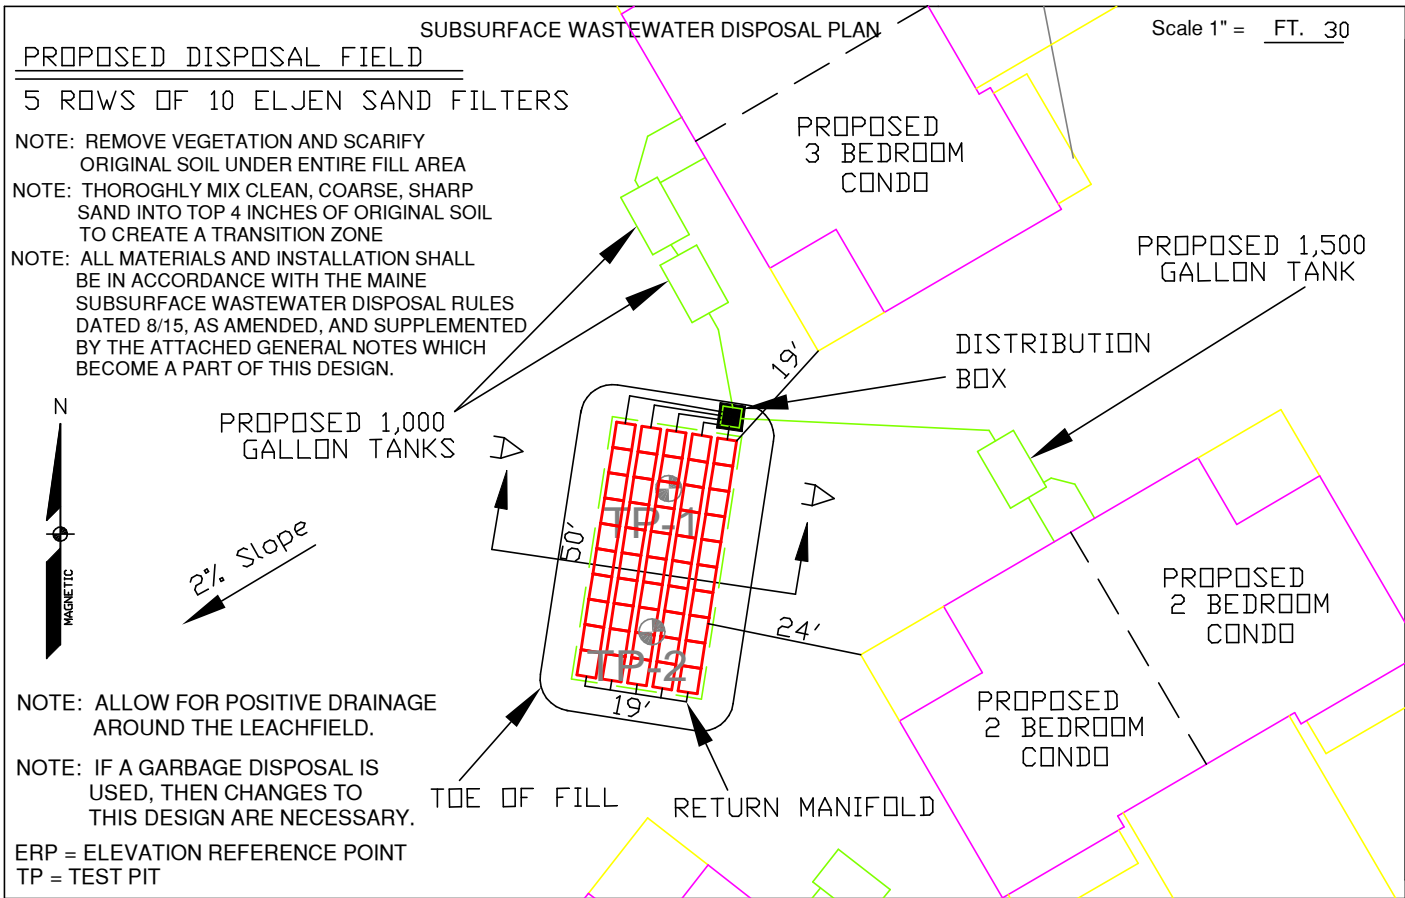 SUBSURFACE WASTEWATER DISPOSAL PLAN
Scale 1" = FT. 30
PROPOSED DISPOSAL FIELD
5 ROWS OF 10 ELJEN SAND FILTERS
NOTE: REMOVE VEGETATION AND SCARIFY
ORIGINAL SOIL UNDER ENTIRE FILL AREA
NOTE: THOROGHLY MIX CLEAN, COARSE, SHARP
SAND INTO TOP 4 INCHES OF ORIGINAL SOIL
TO CREATE A TRANSITION ZONE
NOTE: ALL MATERIALS AND INSTALLATION SHALL
BE IN ACCORDANCE WITH THE MAINE
SUBSURFACE WASTEWATER DISPOSAL RULES
DATED 8/15, AS AMENDED, AND SUPPLEMENTED
BY THE ATTACHED GENERAL NOTES WHICH
BECOME A PART OF THIS DESIGN.
PROPOSED
3 BEDROOM
CONDO
PROPOSED 1,500
GALLON TANK
DISTRIBUTION
BOX
19'
N
MAGNETIC
PROPOSED 1,000
GALLON TANKS
A
A
TP-1
50'
2% Slope
24'
TP-2
19'
PROPOSED
2 BEDROOM
CONDO
PROPOSED
2 BEDROOM
CONDO
NOTE: ALLOW FOR POSITIVE DRAINAGE
AROUND THE LEACHFIELD.
NOTE: IF A GARBAGE DISPOSAL IS
USED, THEN CHANGES TO
THIS DESIGN ARE NECESSARY.
TOE OF FILL
RETURN MANIFOLD
ERP = ELEVATION REFERENCE POINT
TP = TEST PIT